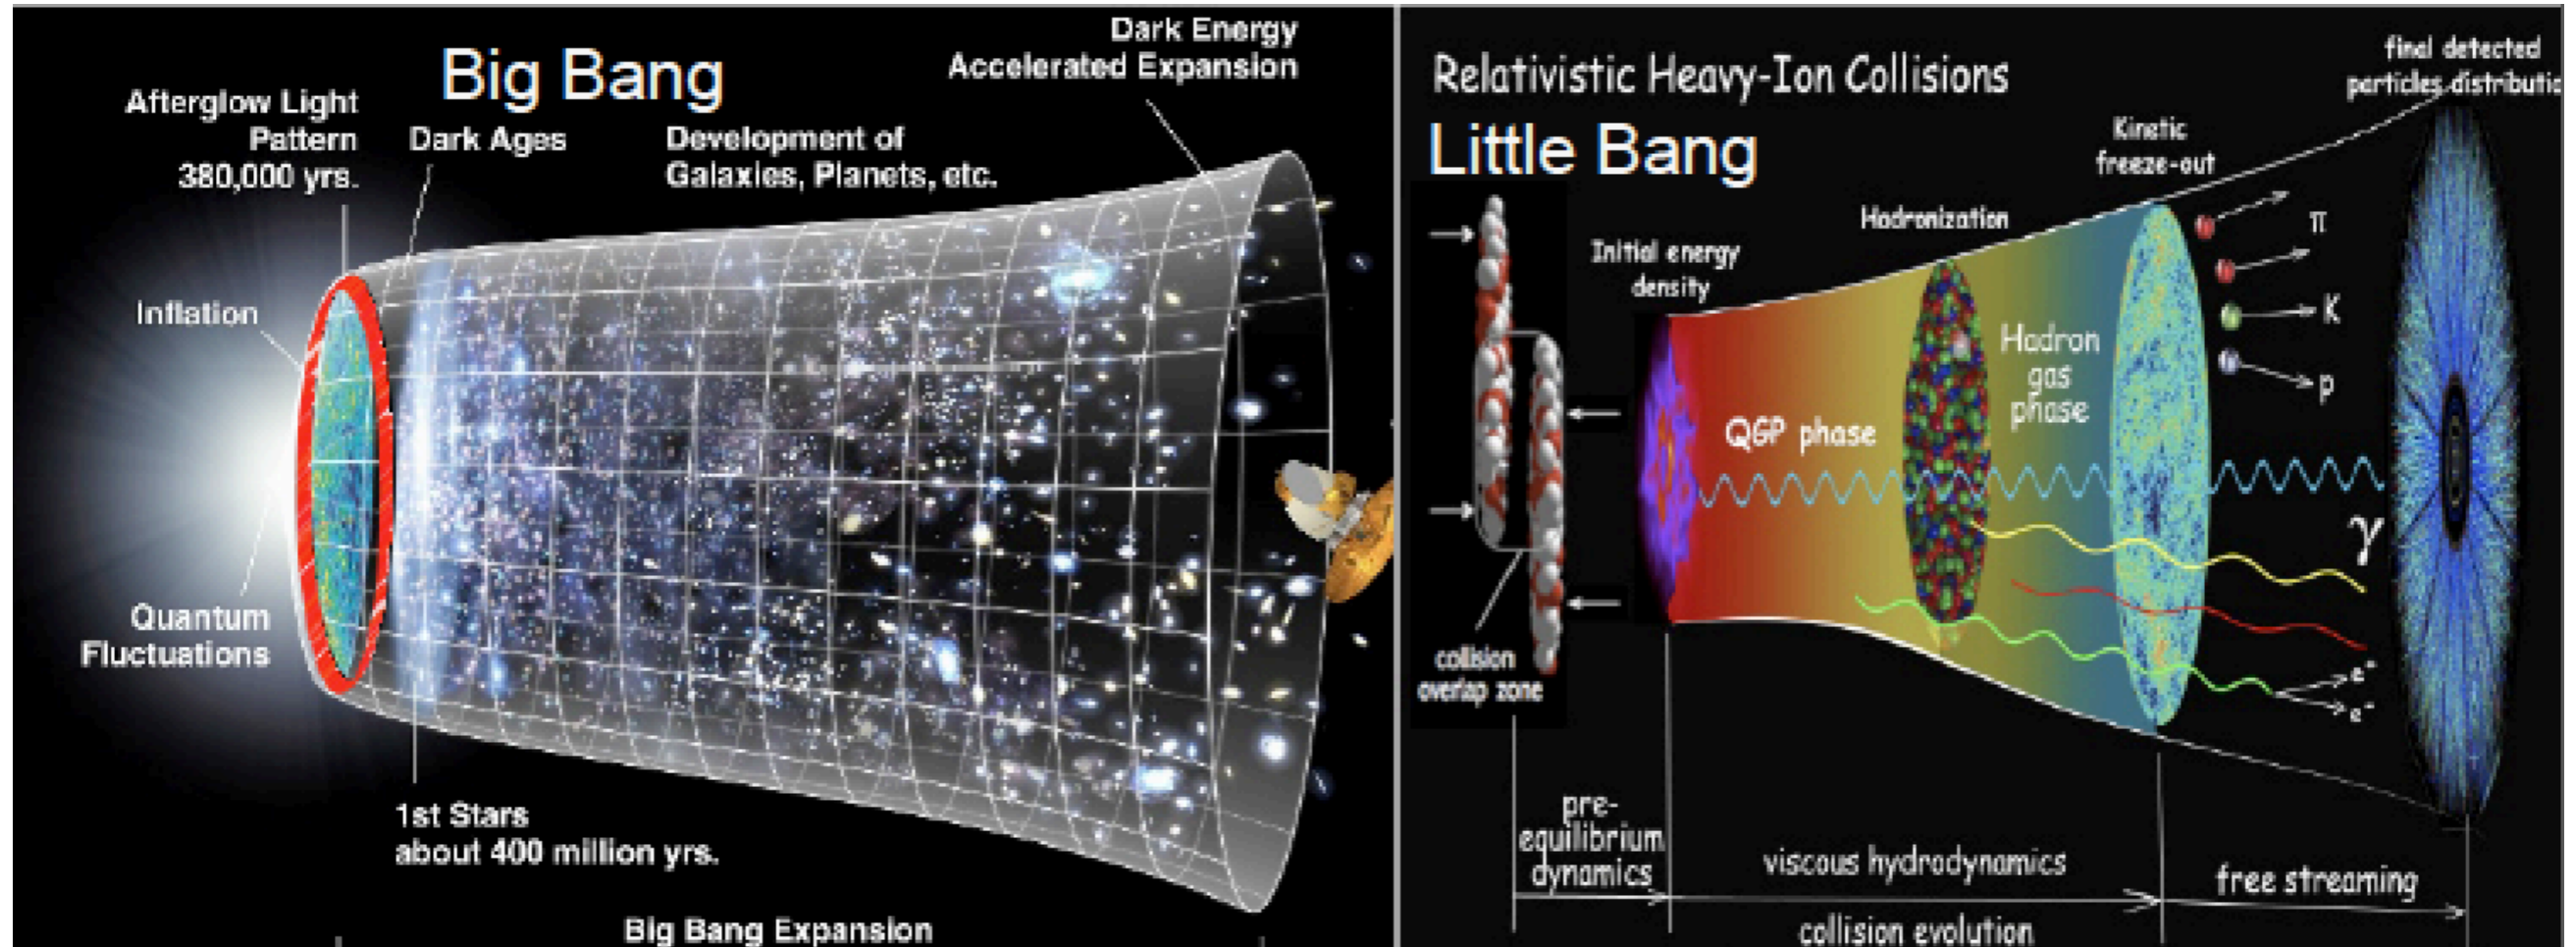 Big Bang
Dark Energy
Accelerated Expansion
Afterglow Light
Pattern
380,000 yrs.
Dark Ages
Development of
Galaxies, Planets, etc.
Inflation
Quantum
Fluctuations
1st Stars
about 400 million yrs.
Big Bang Expansion
Relativistic Heavy-Ion Collisions
Little Bang
final detected
particles distributio
Kinetic
freeze-out
Hadronization
Initial energy
density
π
K
p
Hadron
gas
phase
QGP phase
γ
e⁺
e⁻
collision
overlap zone
pre-
equilibrium
dynamics
viscous hydrodynamics
free streaming
collision evolution